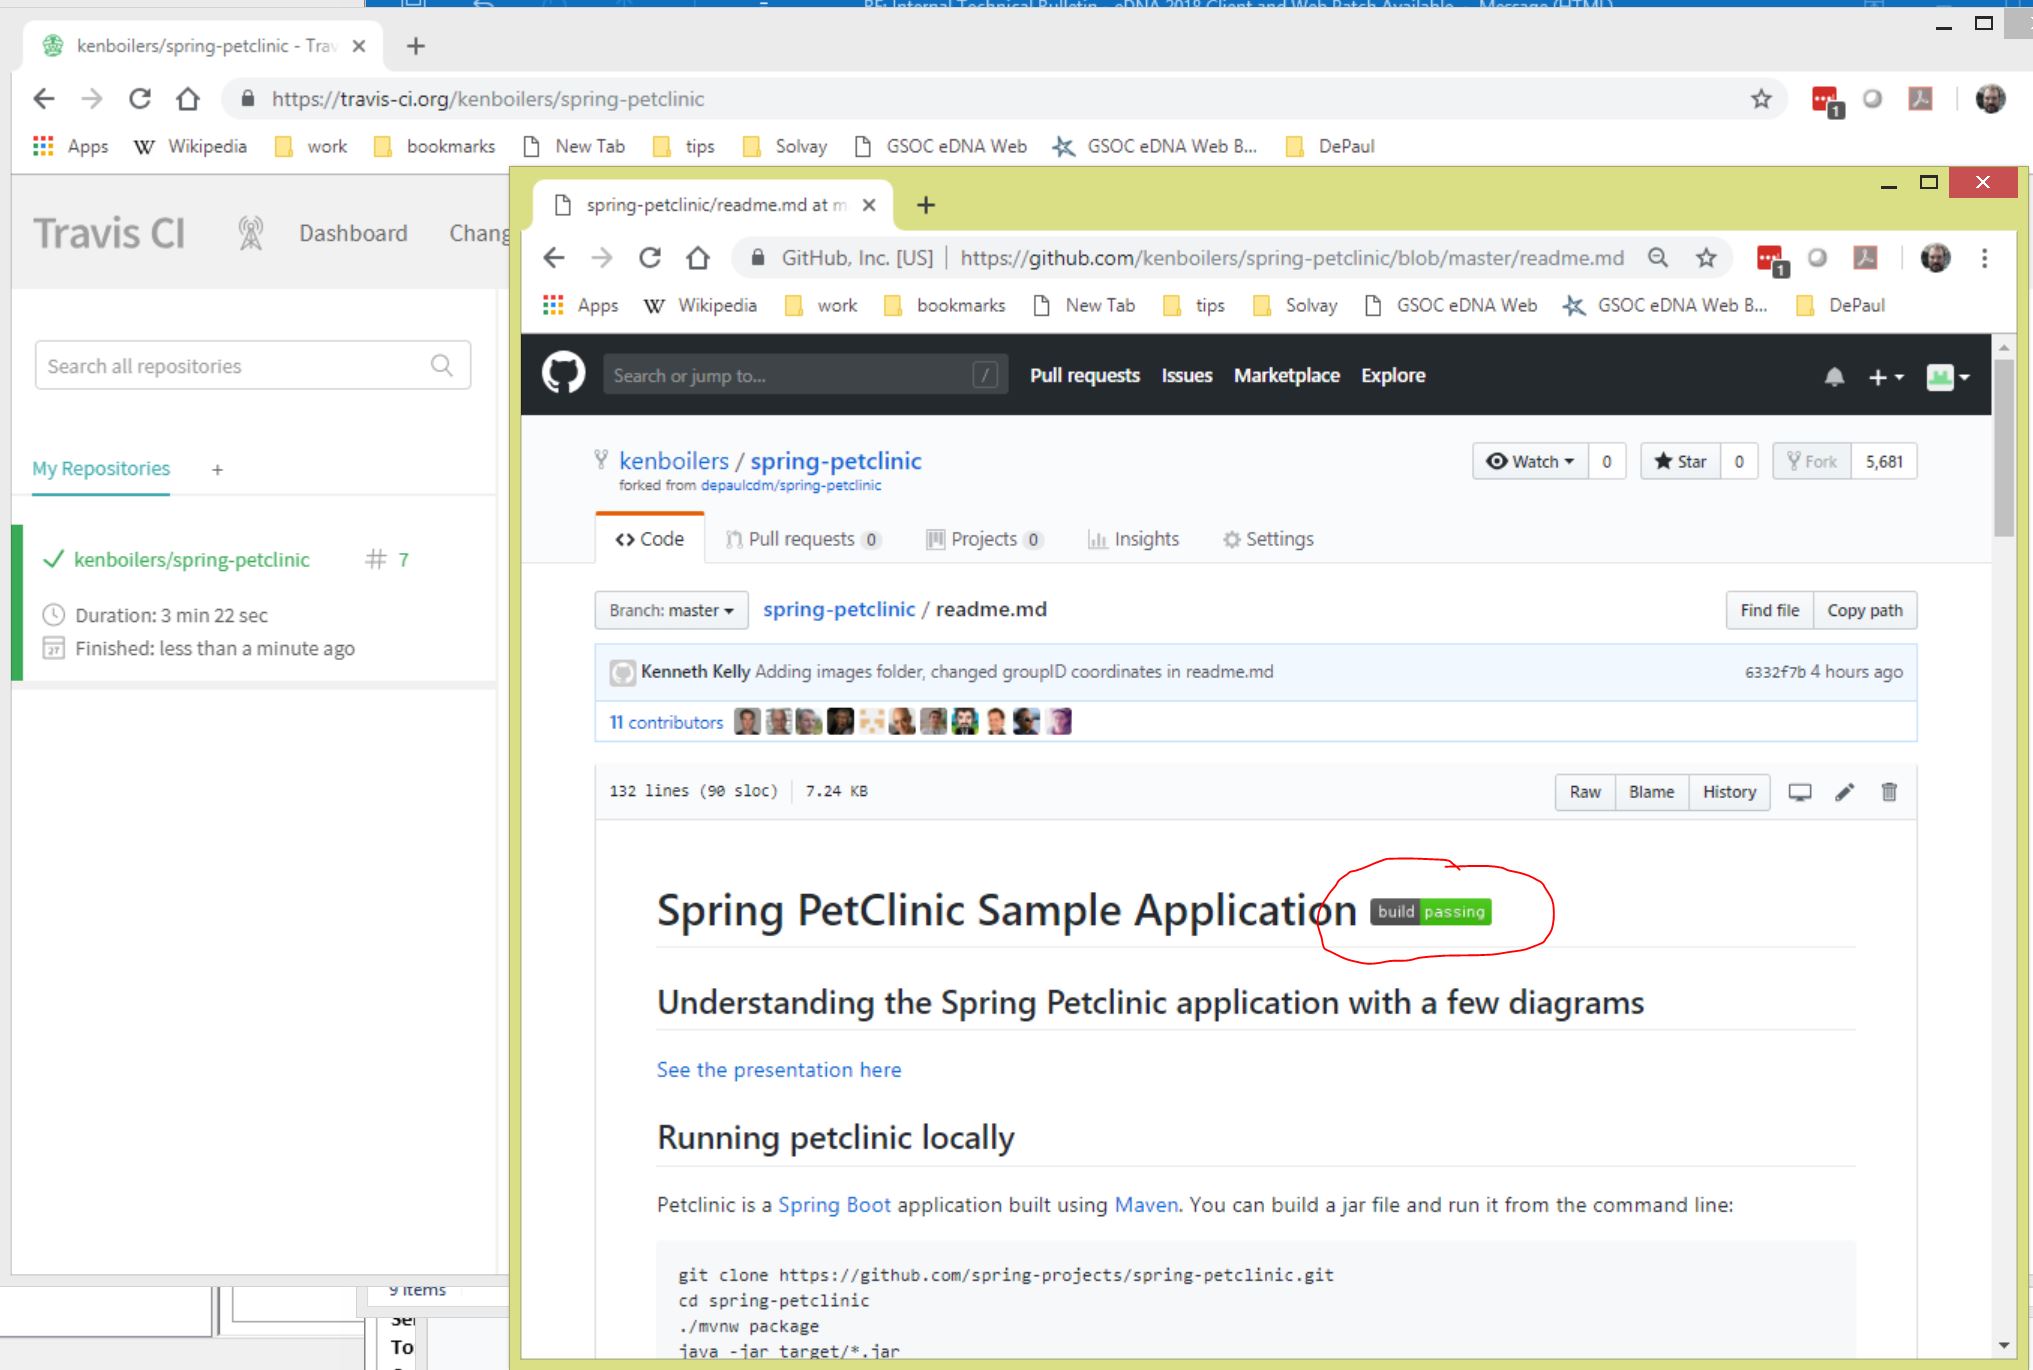 RE: Internal Technical Bulletin - eDNA 2018 Client and Web Patch Available - Message (HTML)
kenboilers/spring-petclinic - Trav
https://travis-ci.org/kenboilers/spring-petclinic
1
Apps Wikipedia work bookmarks New Tab tips Solvay GSOC eDNA Web GSOC eDNA Web B... DePaul
Travis CI Dashboard Chang
Search all repositories
My Repositories +
kenboilers/spring-petclinic # 7
Duration: 3 min 22 sec
27 Finished: less than a minute ago
spring-petclinic/readme.md at m
GitHub, Inc. [US] | https://github.com/kenboilers/spring-petclinic/blob/master/readme.md
1
Apps Wikipedia work bookmarks New Tab tips Solvay GSOC eDNA Web GSOC eDNA Web B... DePaul
Search or jump to... / Pull requests Issues Marketplace Explore
kenboilers / spring-petclinic Watch 0 Star 0 Fork 5,681
forked from depaulcdm/spring-petclinic
Code Pull requests 0 Projects 0 Insights Settings
Branch: master spring-petclinic / readme.md Find file Copy path
Kenneth Kelly Adding images folder, changed groupID coordinates in readme.md 6332f7b 4 hours ago
11 contributors
132 lines (90 sloc) 7.24 KB Raw Blame History
Spring PetClinic Sample Application build passing
Understanding the Spring Petclinic application with a few diagrams
See the presentation here
Running petclinic locally
Petclinic is a Spring Boot application built using Maven. You can build a jar file and run it from the command line:
git clone https://github.com/spring-projects/spring-petclinic.git
cd spring-petclinic
./mvnw package
java -jar target/*.jar
9 items
To